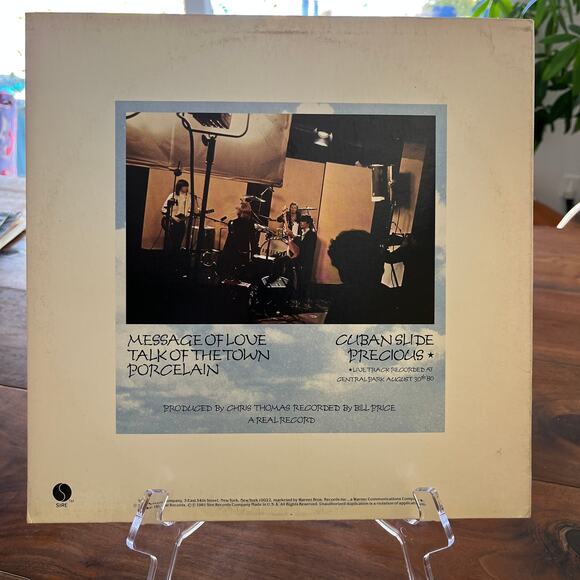 MESSAGE OF LOVE
TALK OF THE TOWN
PORCELAIN
CUBAN SLIDE
PRECIOUS *
* LIVE TRACK RECORDED AT
CENTRAL PARK AUGUST 30th 80
PRODUCED BY CHRIS THOMAS RECORDED BY BILL PRICE
A REAL RECORD
S
SIRE
TM
Company, 3 East 54th Street, New York, New York 10022, marketed by Warner Bros. Records Inc., a Warner Communications
Records. © ℗ 1981 Sire Records Company Made in U.S.A. All Rights Reserved. Unauthorized duplication is a violation of applicable